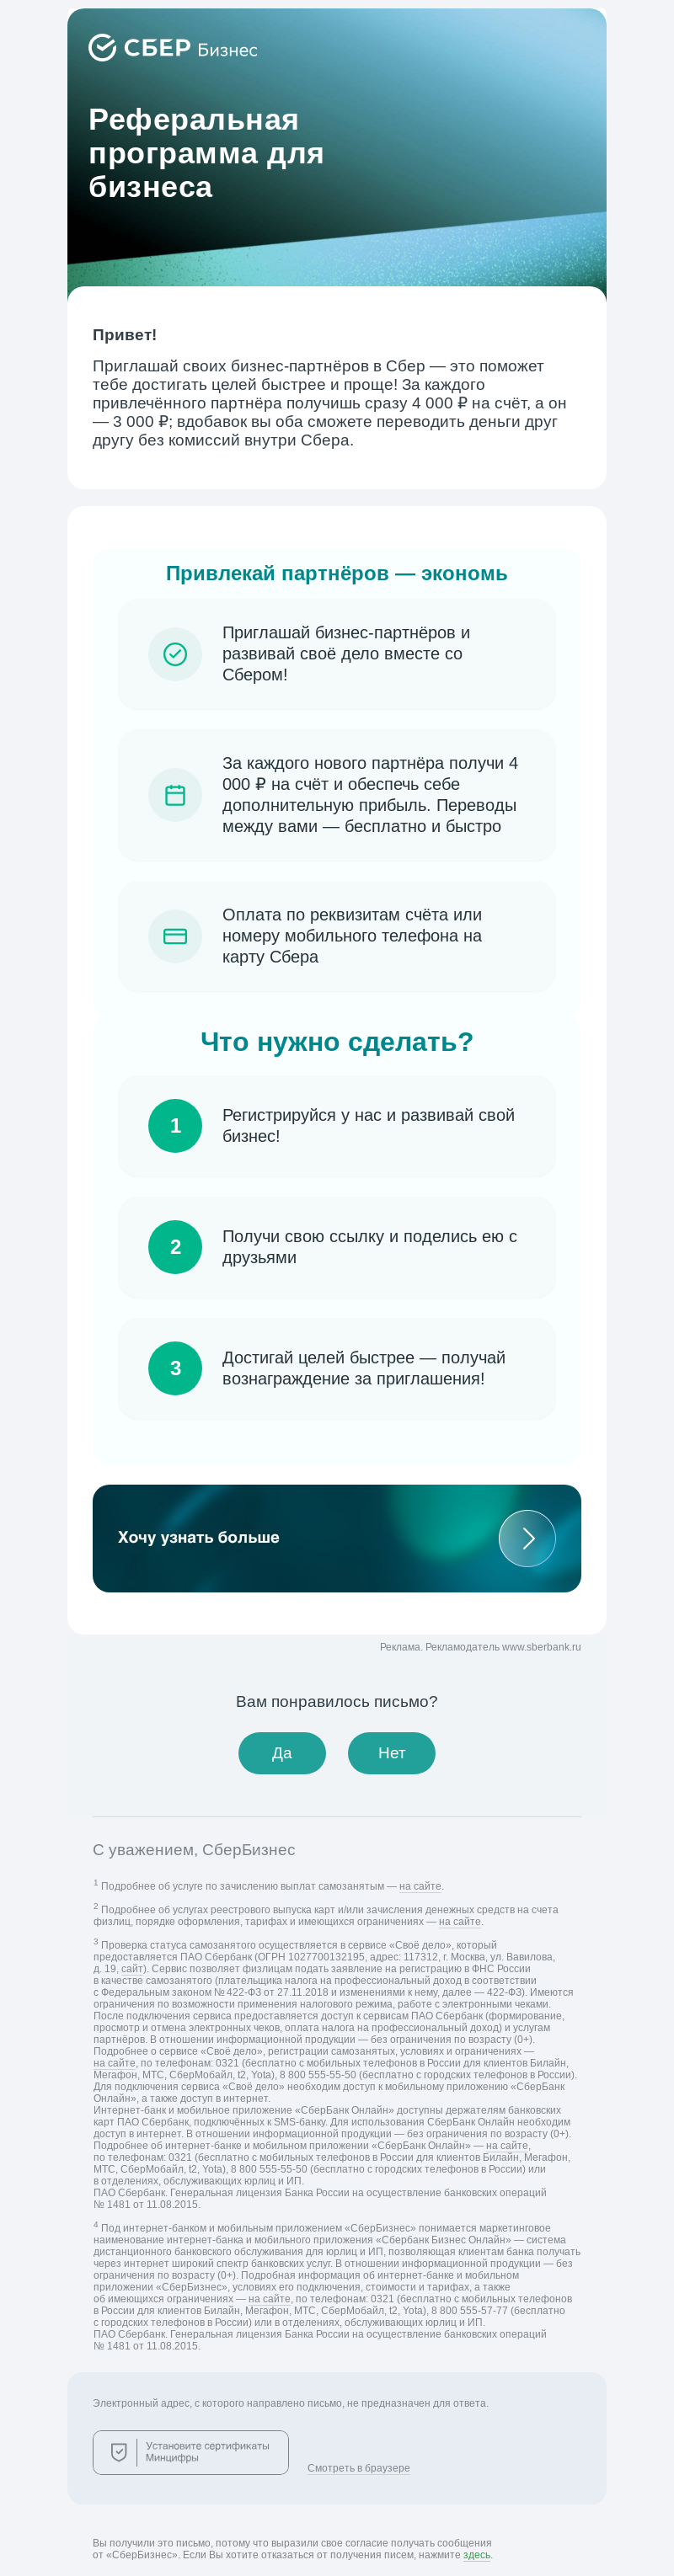 СБЕР Бизнес
Реферальная
программа для
бизнеса
Привет!
Приглашай своих бизнес-партнёров в Сбер — это поможет
тебе достигать целей быстрее и проще! За каждого
привлечённого партнёра получишь сразу 4 000 ₽ на счёт, а он
— 3 000 ₽; вдобавок вы оба сможете переводить деньги друг
другу без комиссий внутри Сбера.
Привлекай партнёров — экономь
Приглашай бизнес-партнёров и
развивай своё дело вместе со
Сбером!
За каждого нового партнёра получи 4
000 ₽ на счёт и обеспечь себе
дополнительную прибыль. Переводы
между вами — бесплатно и быстро
Оплата по реквизитам счёта или
номеру мобильного телефона на
карту Сбера
Что нужно сделать?
1
Регистрируйся у нас и развивай свой
бизнес!
2
Получи свою ссылку и поделись ею с
друзьями
3
Достигай целей быстрее — получай
вознаграждение за приглашения!
Хочу узнать больше
Реклама. Рекламодатель www.sberbank.ru
Вам понравилось письмо?
Да
Нет
С уважением, СберБизнес
1 Подробнее об услуге по зачислению выплат самозанятым — на сайте.
2 Подробнее об услугах реестрового выпуска карт и/или зачисления денежных средств на счета
физлиц, порядке оформления, тарифах и имеющихся ограничениях — на сайте.
3 Проверка статуса самозанятого осуществляется в сервисе «Своё дело», который
предоставляется ПАО Сбербанк (ОГРН 1027700132195, адрес: 117312, г. Москва, ул. Вавилова,
д. 19, сайт). Сервис позволяет физлицам подать заявление на регистрацию в ФНС России
в качестве самозанятого (плательщика налога на профессиональный доход в соответствии
с Федеральным законом № 422-ФЗ от 27.11.2018 и изменениями к нему, далее — 422-ФЗ). Имеются
ограничения по возможности применения налогового режима, работе с электронными чеками.
После подключения сервиса предоставляется доступ к сервисам ПАО Сбербанк (формирование,
просмотр и отмена электронных чеков, оплата налога на профессиональный доход) и услугам
партнёров. В отношении информационной продукции — без ограничения по возрасту (0+).
Подробнее о сервисе «Своё дело», регистрации самозанятых, условиях и ограничениях —
на сайте, по телефонам: 0321 (бесплатно с мобильных телефонов в России для клиентов Билайн,
Мегафон, МТС, СберМобайл, t2, Yota), 8 800 555-55-50 (бесплатно с городских телефонов в России).
Для подключения сервиса «Своё дело» необходим доступ к мобильному приложению «СберБанк
Онлайн», а также доступ в интернет.
Интернет-банк и мобильное приложение «СберБанк Онлайн» доступны держателям банковских
карт ПАО Сбербанк, подключённых к SMS-банку. Для использования СберБанк Онлайн необходим
доступ в интернет. В отношении информационной продукции — без ограничения по возрасту (0+).
Подробнее об интернет-банке и мобильном приложении «СберБанк Онлайн» — на сайте,
по телефонам: 0321 (бесплатно с мобильных телефонов в России для клиентов Билайн, Мегафон,
МТС, СберМобайл, t2, Yota), 8 800 555-55-50 (бесплатно с городских телефонов в России) или
в отделениях, обслуживающих юрлиц и ИП.
ПАО Сбербанк. Генеральная лицензия Банка России на осуществление банковских операций
№ 1481 от 11.08.2015.
4 Под интернет-банком и мобильным приложением «СберБизнес» понимается маркетинговое
наименование интернет-банка и мобильного приложения «Сбербанк Бизнес Онлайн» — система
дистанционного банковского обслуживания для юрлиц и ИП, позволяющая клиентам банка получать
через интернет широкий спектр банковских услуг. В отношении информационной продукции — без
ограничения по возрасту (0+). Подробная информация об интернет-банке и мобильном
приложении «СберБизнес», условиях его подключения, стоимости и тарифах, а также
об имеющихся ограничениях — на сайте, по телефонам: 0321 (бесплатно с мобильных телефонов
в России для клиентов Билайн, Мегафон, МТС, СберМобайл, t2, Yota), 8 800 555-57-77 (бесплатно
с городских телефонов в России) или в отделениях, обслуживающих юрлиц и ИП.
ПАО Сбербанк. Генеральная лицензия Банка России на осуществление банковских операций
№ 1481 от 11.08.2015.
Электронный адрес, с которого направлено письмо, не предназначен для ответа.
Установите сертификаты
Минцифры
Смотреть в браузере
Вы получили это письмо, потому что выразили свое согласие получать сообщения
от «СберБизнес». Если Вы хотите отказаться от получения писем, нажмите здесь.